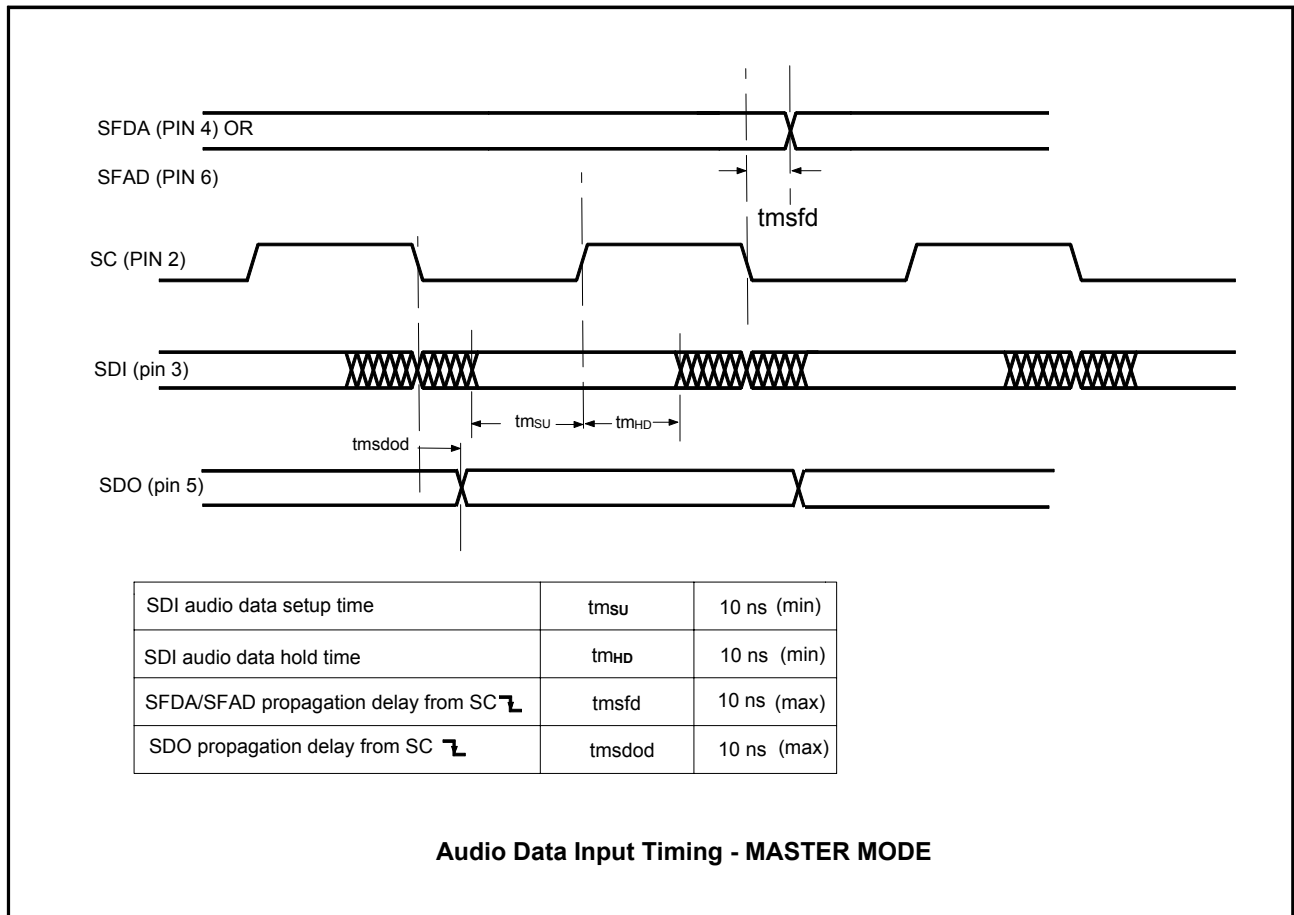 SFDA (PIN 4) OR
SFAD (PIN 6)
tmsfd
SC (PIN 2)
SDI (pin 3)
tmSU
tmHD
tmsdod
SDO (pin 5)
SDI audio data setup time tmSU 10 ns (min)
SDI audio data hold time tmHD 10 ns (min)
SFDA/SFAD propagation delay from SC tmsfd 10 ns (max)
SDO propagation delay from SC tmsdod 10 ns (max)
Audio Data Input Timing - MASTER MODE